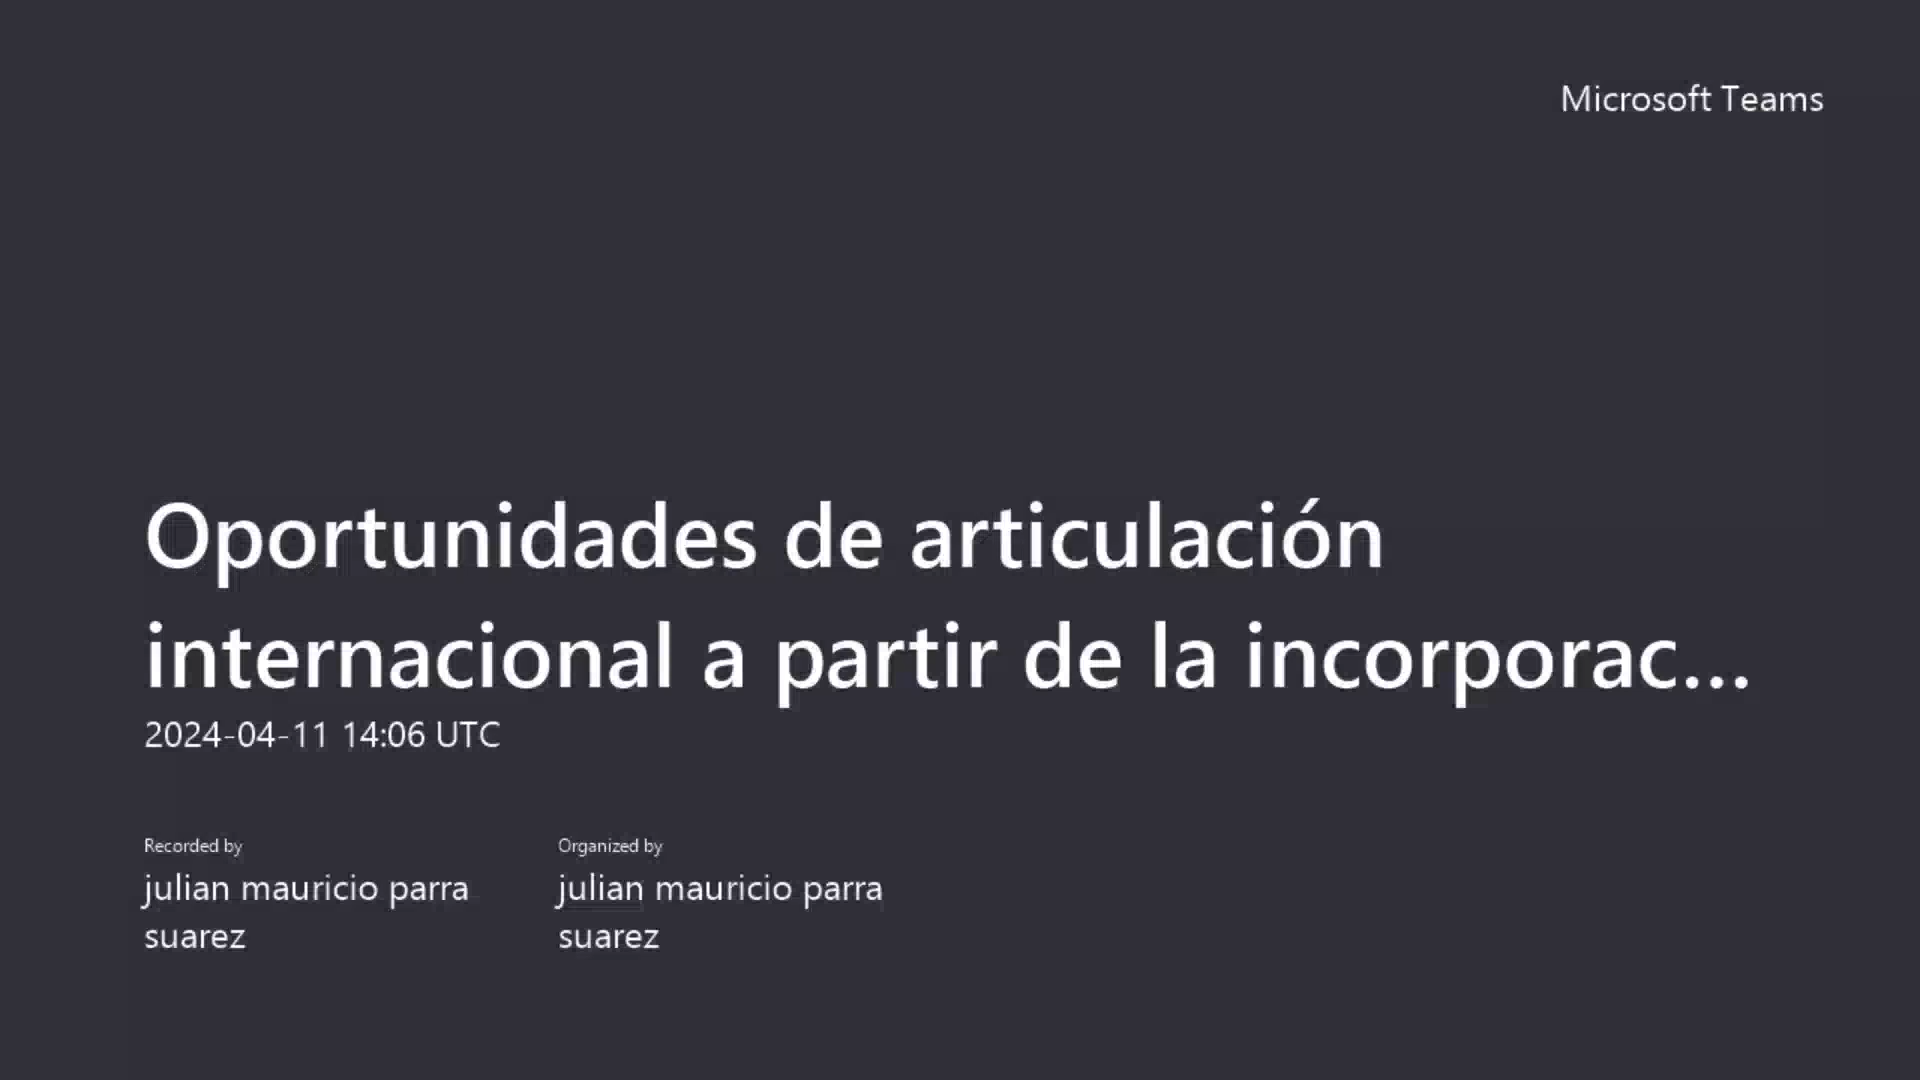 Microsoft Teams
Oportunidades de articulación
internacional a partir de la incorporac...
2024-04-11 14:06 UTC
Recorded by
julian mauricio parra
suarez
Organized by
julian mauricio parra
suarez